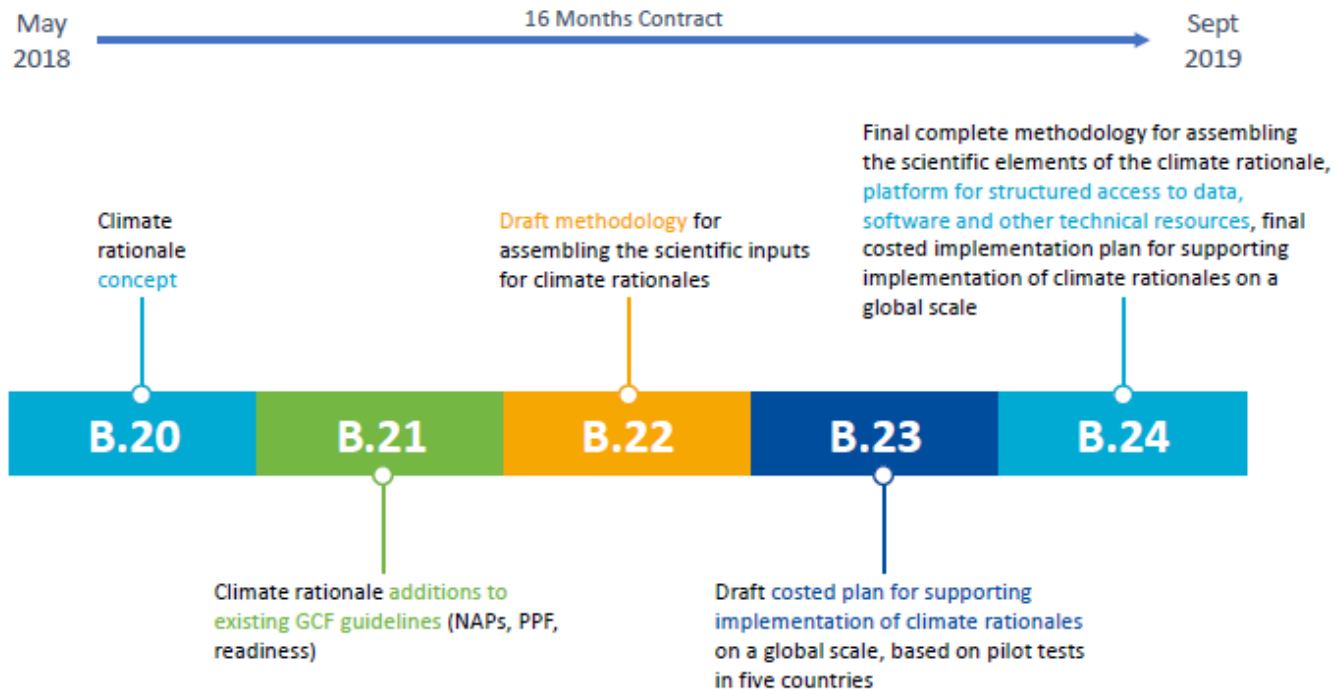 May
2018
16 Months Contract
Sept
2019
Climate
rationale
concept
Draft methodology for
assembling the scientific inputs
for climate rationales
Final complete methodology for assembling
the scientific elements of the climate rationale,
platform for structured access to data,
software and other technical resources, final
costed implementation plan for supporting
implementation of climate rationales on a
global scale
B.20
B.21
B.22
B.23
B.24
Climate rationale additions to
existing GCF guidelines (NAPs, PPF,
readiness)
Draft costed plan for supporting
implementation of climate rationales
on a global scale, based on pilot tests
in five countries